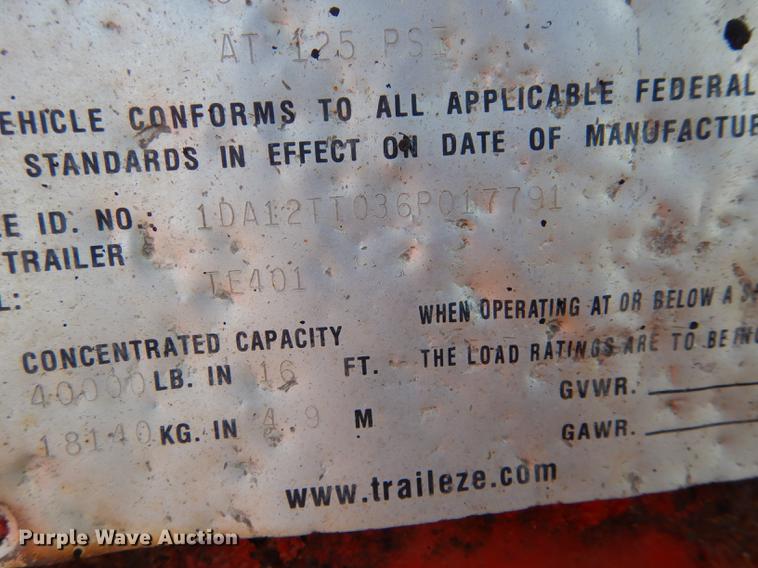 AT 125 PSI
EHICLE CONFORMS TO ALL APPLICABLE FEDERAL
STANDARDS IN EFFECT ON DATE OF MANUFACTU
E ID. NO.: 1DA12TT036P017791
TRAILER
L: TE401
CONCENTRATED CAPACITY
40000 LB. IN 16 FT.
18140 KG. IN 4.9 M
WHEN OPERATING AT OR BELOW A S
THE LOAD RATINGS ARE TO BE INC
GVWR.
GAWR.
www.traileze.com
Purple Wave Auction